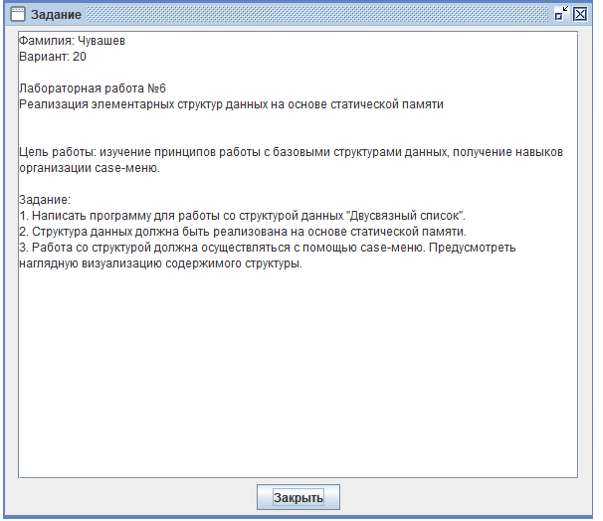 Задание
Фамилия: Чувашев
Вариант: 20
Лабораторная работа №6
Реализация элементарных структур данных на основе статической памяти
Цель работы: изучение принципов работы с базовыми структурами данных, получение навыков
организации case-меню.
Задание:
1. Написать программу для работы со структурой данных "Двусвязный список".
2. Структура данных должна быть реализована на основе статической памяти.
3. Работа со структурой должна осуществляться с помощью case-меню. Предусмотреть
наглядную визуализацию содержимого структуры.
Закрыть